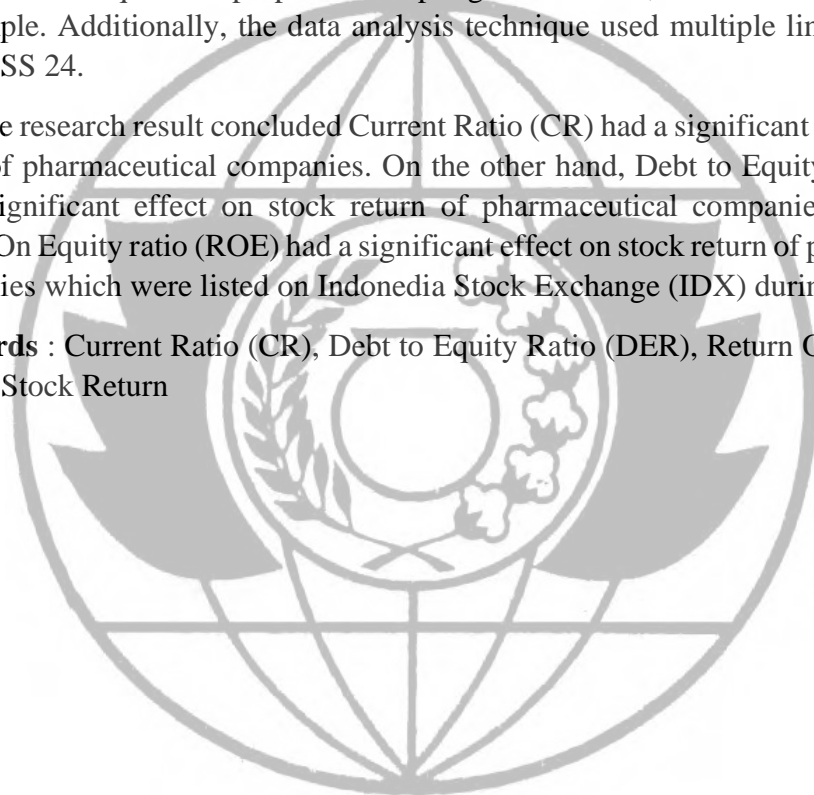 ple. Additionally, the data analysis technique used multiple lin
SS 24.
e research result concluded Current Ratio (CR) had a significant
of pharmaceutical companies. On the other hand, Debt to Equity
ignificant effect on stock return of pharmaceutical companie
On Equity ratio (ROE) had a significant effect on stock return of p
ies which were listed on Indonedia Stock Exchange (IDX) durin
rds : Current Ratio (CR), Debt to Equity Ratio (DER), Return O
Stock Return